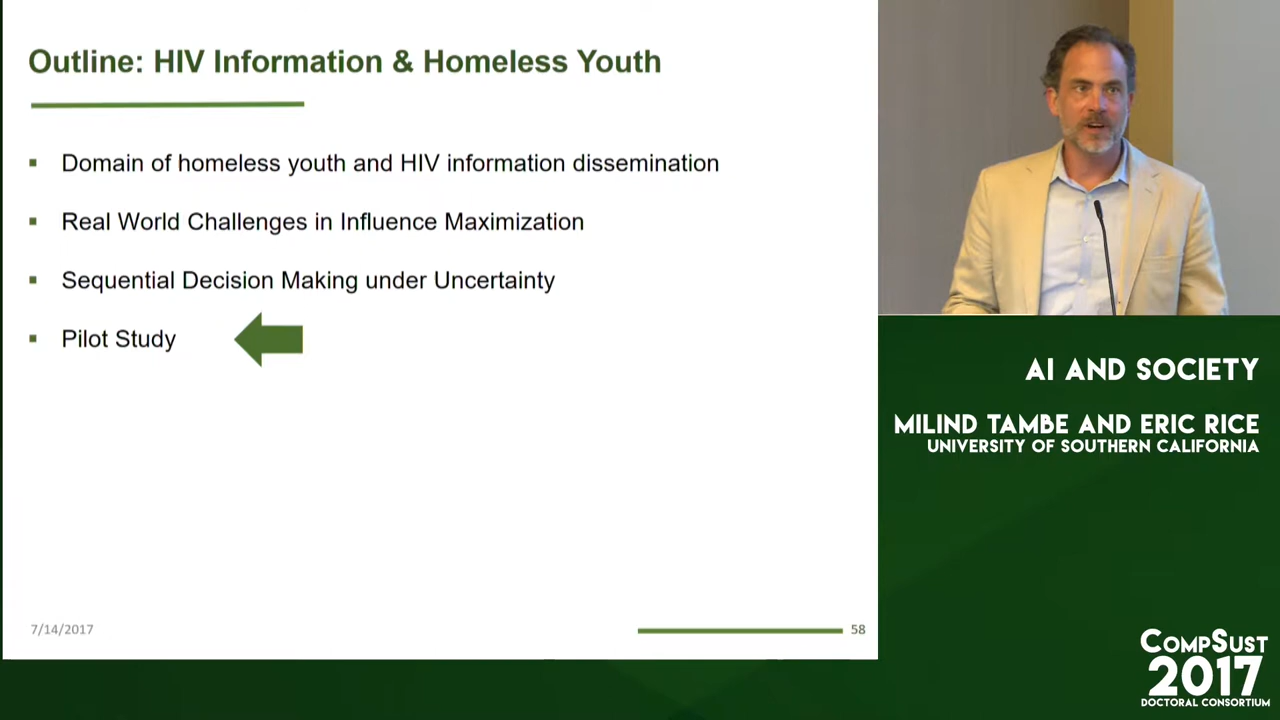 Outline: HIV Information & Homeless Youth
Domain of homeless youth and HIV information dissemination
Real World Challenges in Influence Maximization
Sequential Decision Making under Uncertainty
Pilot Study
7/14/2017
58
AI AND SOCIETY
MILIND TAMBE AND ERIC RICE
UNIVERSITY OF SOUTHERN CALIFORNIA
COMPSUST
2017
DOCTORAL CONSORTIUM